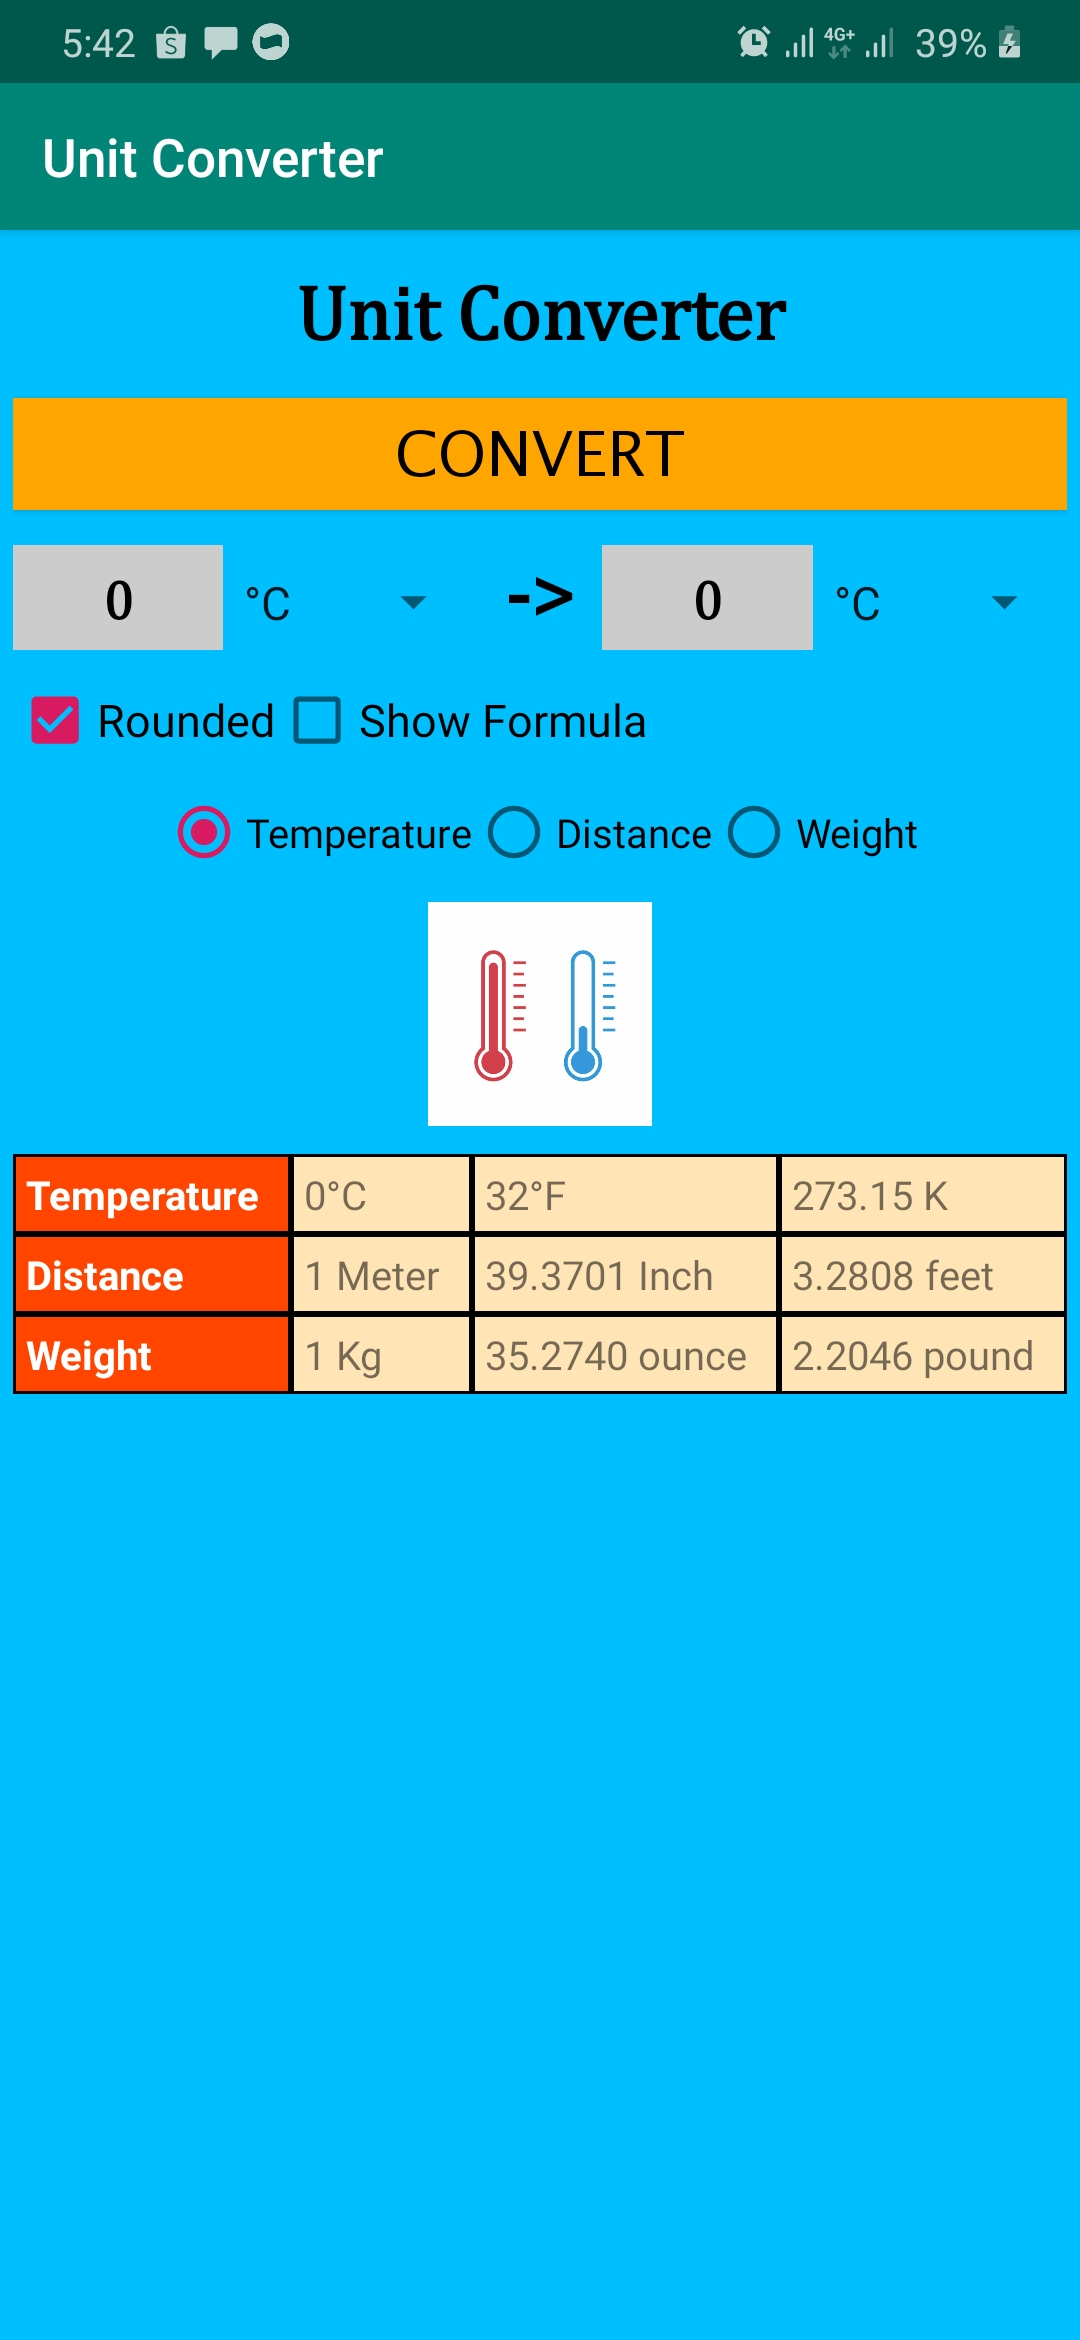 5:42 S 4G+ 39%
Unit Converter
Unit Converter
CONVERT
0 °C -> 0 °C
Rounded Show Formula
Temperature Distance Weight
Temperature 0°C 32°F 273.15 K
Distance 1 Meter 39.3701 Inch 3.2808 feet
Weight 1 Kg 35.2740 ounce 2.2046 pound